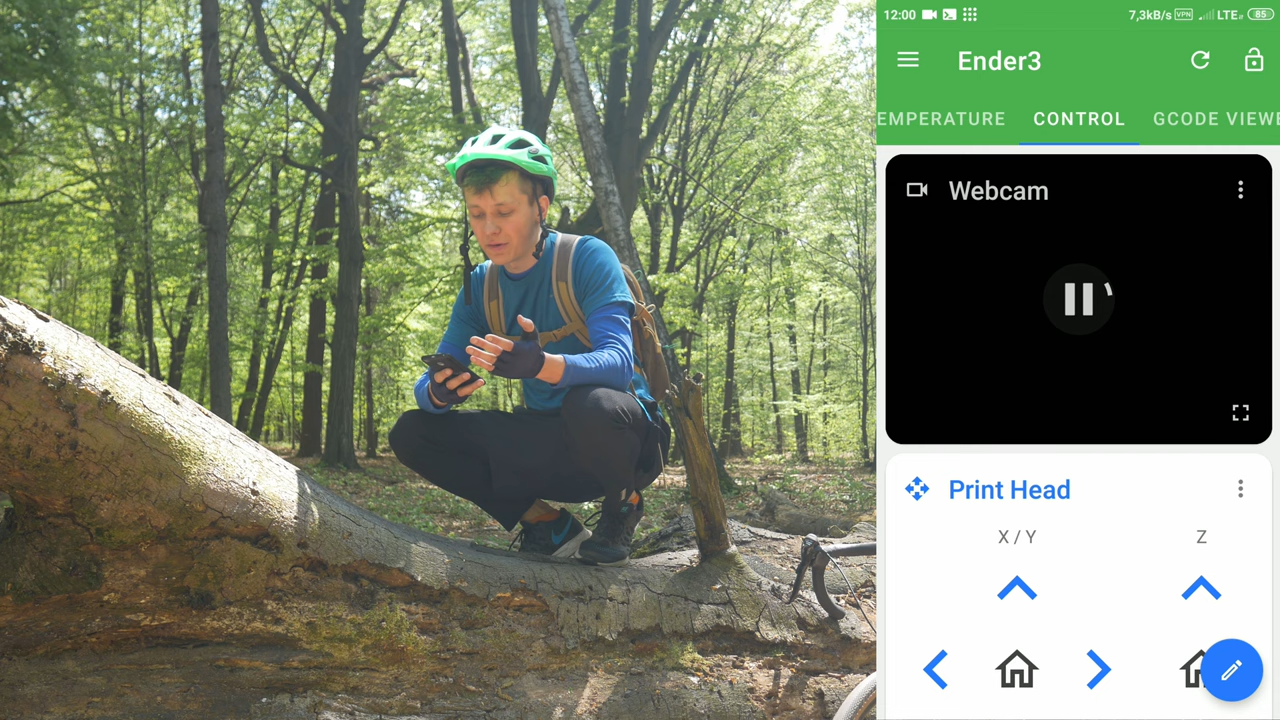 12:00 7,3kB/s VPN LTE 85
Ender3
EMPERATURE CONTROL GCODE VIEWE
Webcam
Print Head
X / Y Z